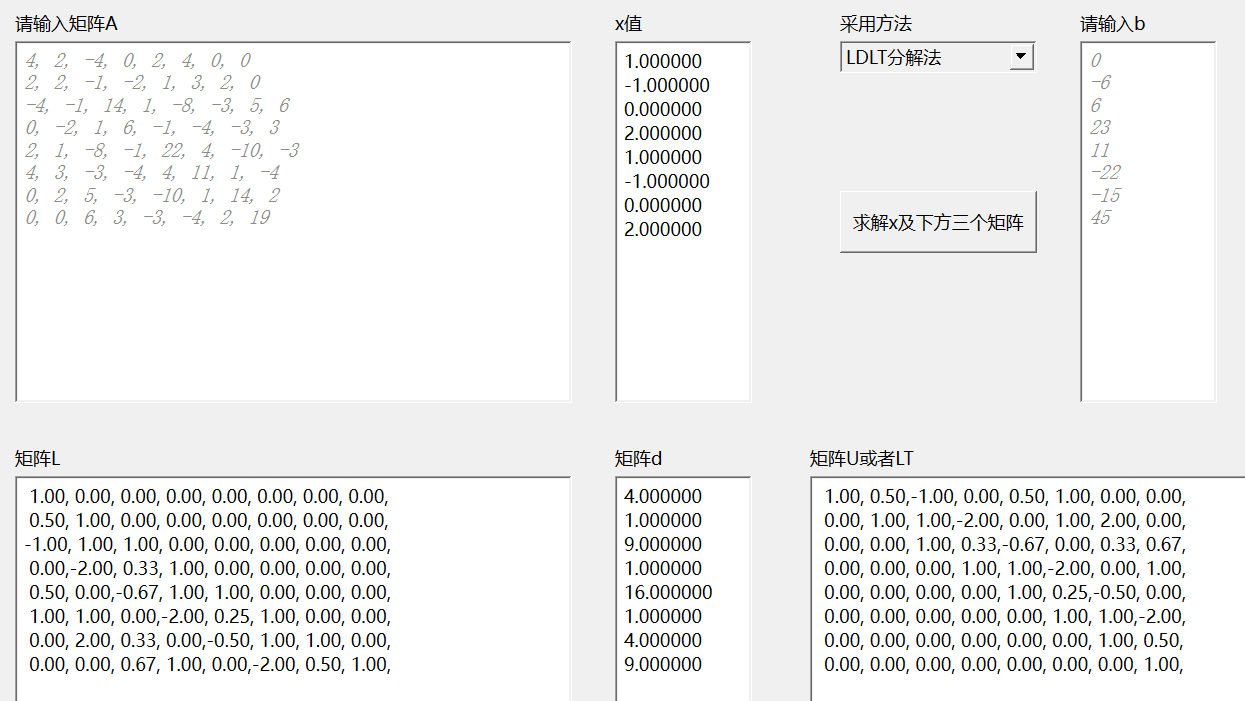 请输入矩阵A
4, 2, -4, 0, 2, 4, 0, 0
2, 2, -1, -2, 1, 3, 2, 0
-4, -1, 14, 1, -8, -3, 5, 6
0, -2, 1, 6, -1, -4, -3, 3
2, 1, -8, -1, 22, 4, -10, -3
4, 3, -3, -4, 4, 11, 1, -4
0, 2, 5, -3, -10, 1, 14, 2
0, 0, 6, 3, -3, -4, 2, 19
x值
1.000000
-1.000000
0.000000
2.000000
1.000000
-1.000000
0.000000
2.000000
采用方法
LDLT分解法
求解x及下方三个矩阵
请输入b
0
-6
6
23
11
-22
-15
45
矩阵L
1.00, 0.00, 0.00, 0.00, 0.00, 0.00, 0.00, 0.00,
0.50, 1.00, 0.00, 0.00, 0.00, 0.00, 0.00, 0.00,
-1.00, 1.00, 1.00, 0.00, 0.00, 0.00, 0.00, 0.00,
0.00,-2.00, 0.33, 1.00, 0.00, 0.00, 0.00, 0.00,
0.50, 0.00,-0.67, 1.00, 1.00, 0.00, 0.00, 0.00,
1.00, 1.00, 0.00,-2.00, 0.25, 1.00, 0.00, 0.00,
0.00, 2.00, 0.33, 0.00,-0.50, 1.00, 1.00, 0.00,
0.00, 0.00, 0.67, 1.00, 0.00,-2.00, 0.50, 1.00,
矩阵d
4.000000
1.000000
9.000000
1.000000
16.000000
1.000000
4.000000
9.000000
矩阵U或者LT
1.00, 0.50,-1.00, 0.00, 0.50, 1.00, 0.00, 0.00,
0.00, 1.00, 1.00,-2.00, 0.00, 1.00, 2.00, 0.00,
0.00, 0.00, 1.00, 0.33,-0.67, 0.00, 0.33, 0.67,
0.00, 0.00, 0.00, 1.00, 1.00,-2.00, 0.00, 1.00,
0.00, 0.00, 0.00, 0.00, 1.00, 0.25,-0.50, 0.00,
0.00, 0.00, 0.00, 0.00, 0.00, 1.00, 1.00,-2.00,
0.00, 0.00, 0.00, 0.00, 0.00, 0.00, 1.00, 0.50,
0.00, 0.00, 0.00, 0.00, 0.00, 0.00, 0.00, 1.00,